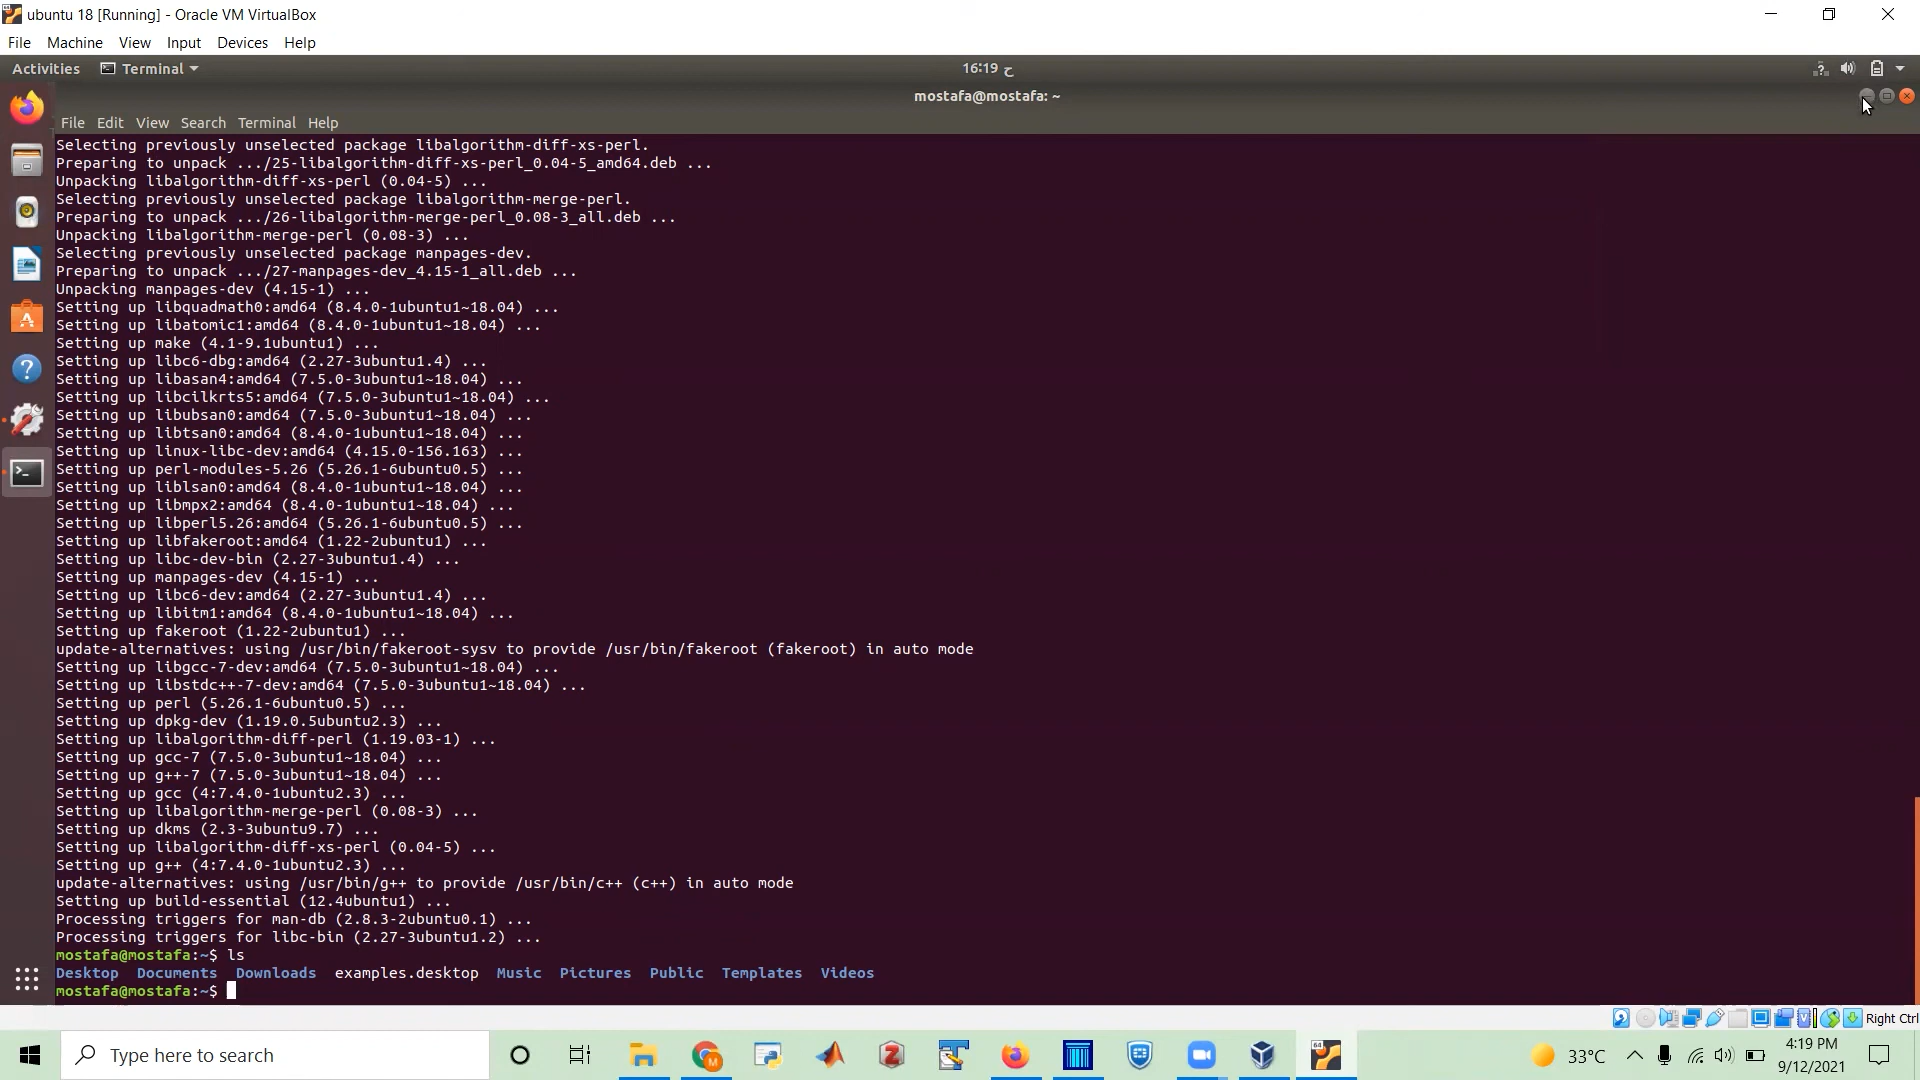 ubuntu 18 [Running] - Oracle VM VirtualBox
File Machine View Input Devices Help
Activities Terminal 16:19 ح
mostafa@mostafa: ~
File Edit View Search Terminal Help
Selecting previously unselected package libalgorithm-diff-xs-perl.
Preparing to unpack .../25-libalgorithm-diff-xs-perl_0.04-5_amd64.deb ...
Unpacking libalgorithm-diff-xs-perl (0.04-5) ...
Selecting previously unselected package libalgorithm-merge-perl.
Preparing to unpack .../26-libalgorithm-merge-perl_0.08-3_all.deb ...
Unpacking libalgorithm-merge-perl (0.08-3) ...
Selecting previously unselected package manpages-dev.
Preparing to unpack .../27-manpages-dev_4.15-1_all.deb ...
Unpacking manpages-dev (4.15-1) ...
Setting up libquadmath0:amd64 (8.4.0-1ubuntu1~18.04) ...
Setting up libatomic1:amd64 (8.4.0-1ubuntu1~18.04) ...
Setting up make (4.1-9.1ubuntu1) ...
Setting up libc6-dbg:amd64 (2.27-3ubuntu1.4) ...
Setting up libasan4:amd64 (7.5.0-3ubuntu1~18.04) ...
Setting up libcilkrts5:amd64 (7.5.0-3ubuntu1~18.04) ...
Setting up libubsan0:amd64 (7.5.0-3ubuntu1~18.04) ...
Setting up libtsan0:amd64 (8.4.0-1ubuntu1~18.04) ...
Setting up linux-libc-dev:amd64 (4.15.0-156.163) ...
Setting up perl-modules-5.26 (5.26.1-6ubuntu0.5) ...
Setting up liblsan0:amd64 (8.4.0-1ubuntu1~18.04) ...
Setting up libmpx2:amd64 (8.4.0-1ubuntu1~18.04) ...
Setting up libperl5.26:amd64 (5.26.1-6ubuntu0.5) ...
Setting up libfakeroot:amd64 (1.22-2ubuntu1) ...
Setting up libc-dev-bin (2.27-3ubuntu1.4) ...
Setting up manpages-dev (4.15-1) ...
Setting up libc6-dev:amd64 (2.27-3ubuntu1.4) ...
Setting up libitm1:amd64 (8.4.0-1ubuntu1~18.04) ...
Setting up fakeroot (1.22-2ubuntu1) ...
update-alternatives: using /usr/bin/fakeroot-sysv to provide /usr/bin/fakeroot (fakeroot) in auto mode
Setting up libgcc-7-dev:amd64 (7.5.0-3ubuntu1~18.04) ...
Setting up libstdc++-7-dev:amd64 (7.5.0-3ubuntu1~18.04) ...
Setting up perl (5.26.1-6ubuntu0.5) ...
Setting up dpkg-dev (1.19.0.5ubuntu2.3) ...
Setting up libalgorithm-diff-perl (1.19.03-1) ...
Setting up gcc-7 (7.5.0-3ubuntu1~18.04) ...
Setting up g++-7 (7.5.0-3ubuntu1~18.04) ...
Setting up gcc (4:7.4.0-1ubuntu2.3) ...
Setting up libalgorithm-merge-perl (0.08-3) ...
Setting up dkms (2.3-3ubuntu9.7) ...
Setting up libalgorithm-diff-xs-perl (0.04-5) ...
Setting up g++ (4:7.4.0-1ubuntu2.3) ...
update-alternatives: using /usr/bin/g++ to provide /usr/bin/c++ (c++) in auto mode
Setting up build-essential (12.4ubuntu1) ...
Processing triggers for man-db (2.8.3-2ubuntu0.1) ...
Processing triggers for libc-bin (2.27-3ubuntu1.2) ...
mostafa@mostafa:~$ ls
Desktop Documents Downloads examples.desktop Music Pictures Public Templates Videos
mostafa@mostafa:~$
Right Ctrl
Type here to search
33°C
4:19 PM
9/12/2021